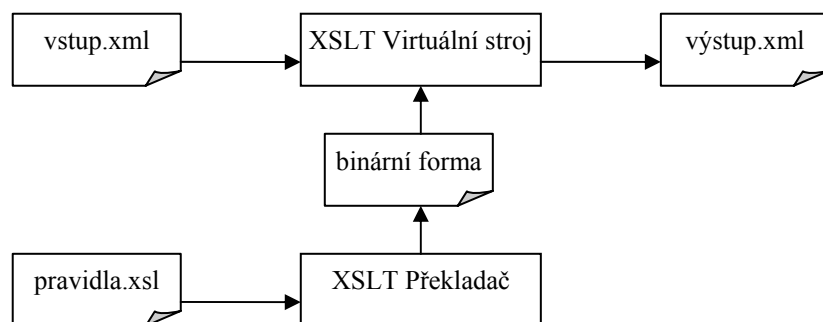 vstup.xml
XSLT Virtuální stroj
výstup.xml
binární forma
pravidla.xsl
XSLT Překladač